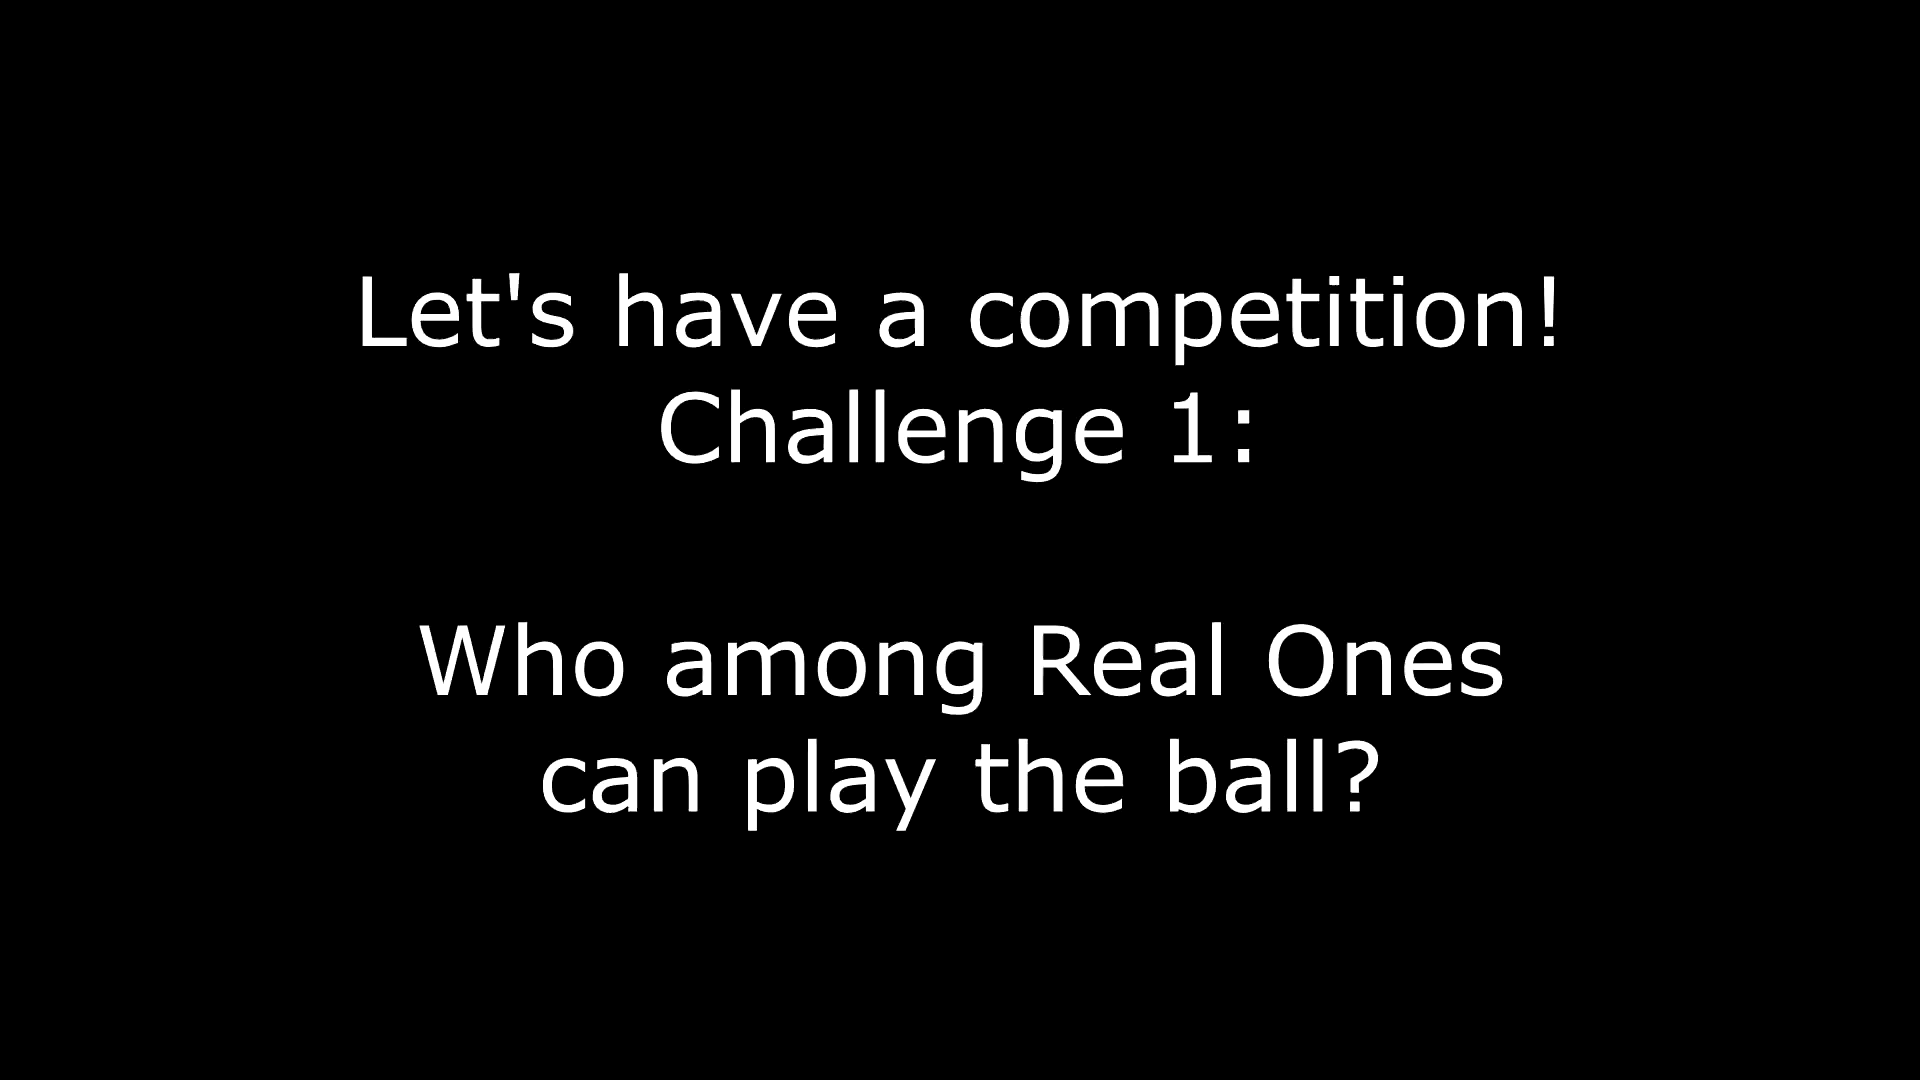 Let's have a competition!
Challenge 1:
Who among Real Ones
can play the ball?